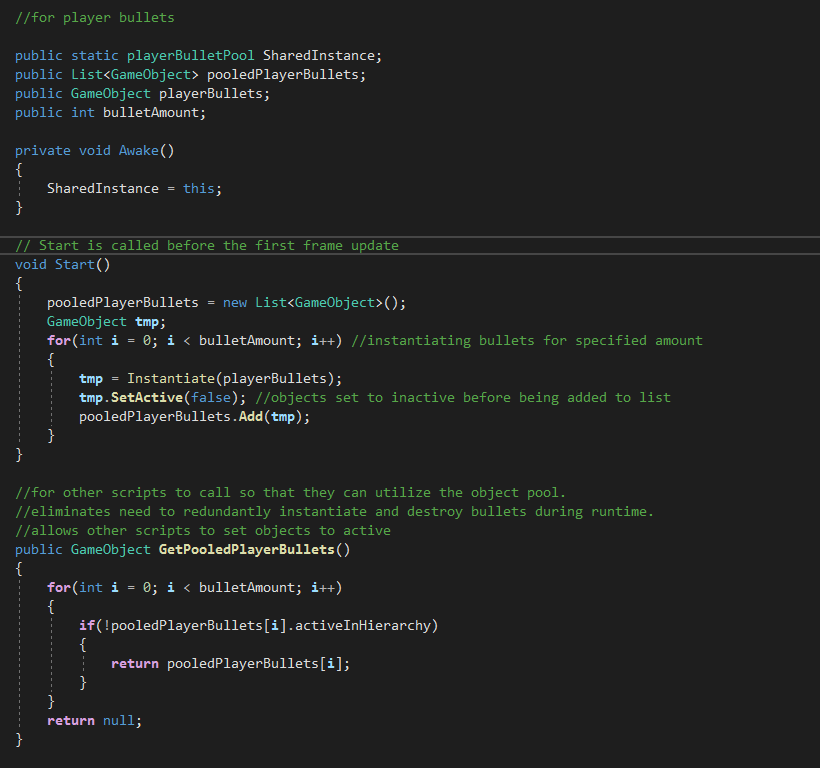 //for player bullets
public static playerBulletPool SharedInstance;
public List<GameObject> pooledPlayerBullets;
public GameObject playerBullets;
public int bulletAmount;
private void Awake()
{
SharedInstance = this;
}
// Start is called before the first frame update
void Start()
{
pooledPlayerBullets = new List<GameObject>();
GameObject tmp;
for(int i = 0; i < bulletAmount; i++) //instantiating bullets for specified amount
{
tmp = Instantiate(playerBullets);
tmp.SetActive(false); //objects set to inactive before being added to list
pooledPlayerBullets.Add(tmp);
}
}
//for other scripts to call so that they can utilize the object pool.
//eliminates need to redundantly instantiate and destroy bullets during runtime.
//allows other scripts to set objects to active
public GameObject GetPooledPlayerBullets()
{
for(int i = 0; i < bulletAmount; i++)
{
if(!pooledPlayerBullets[i].activeInHierarchy)
{
return pooledPlayerBullets[i];
}
}
return null;
}